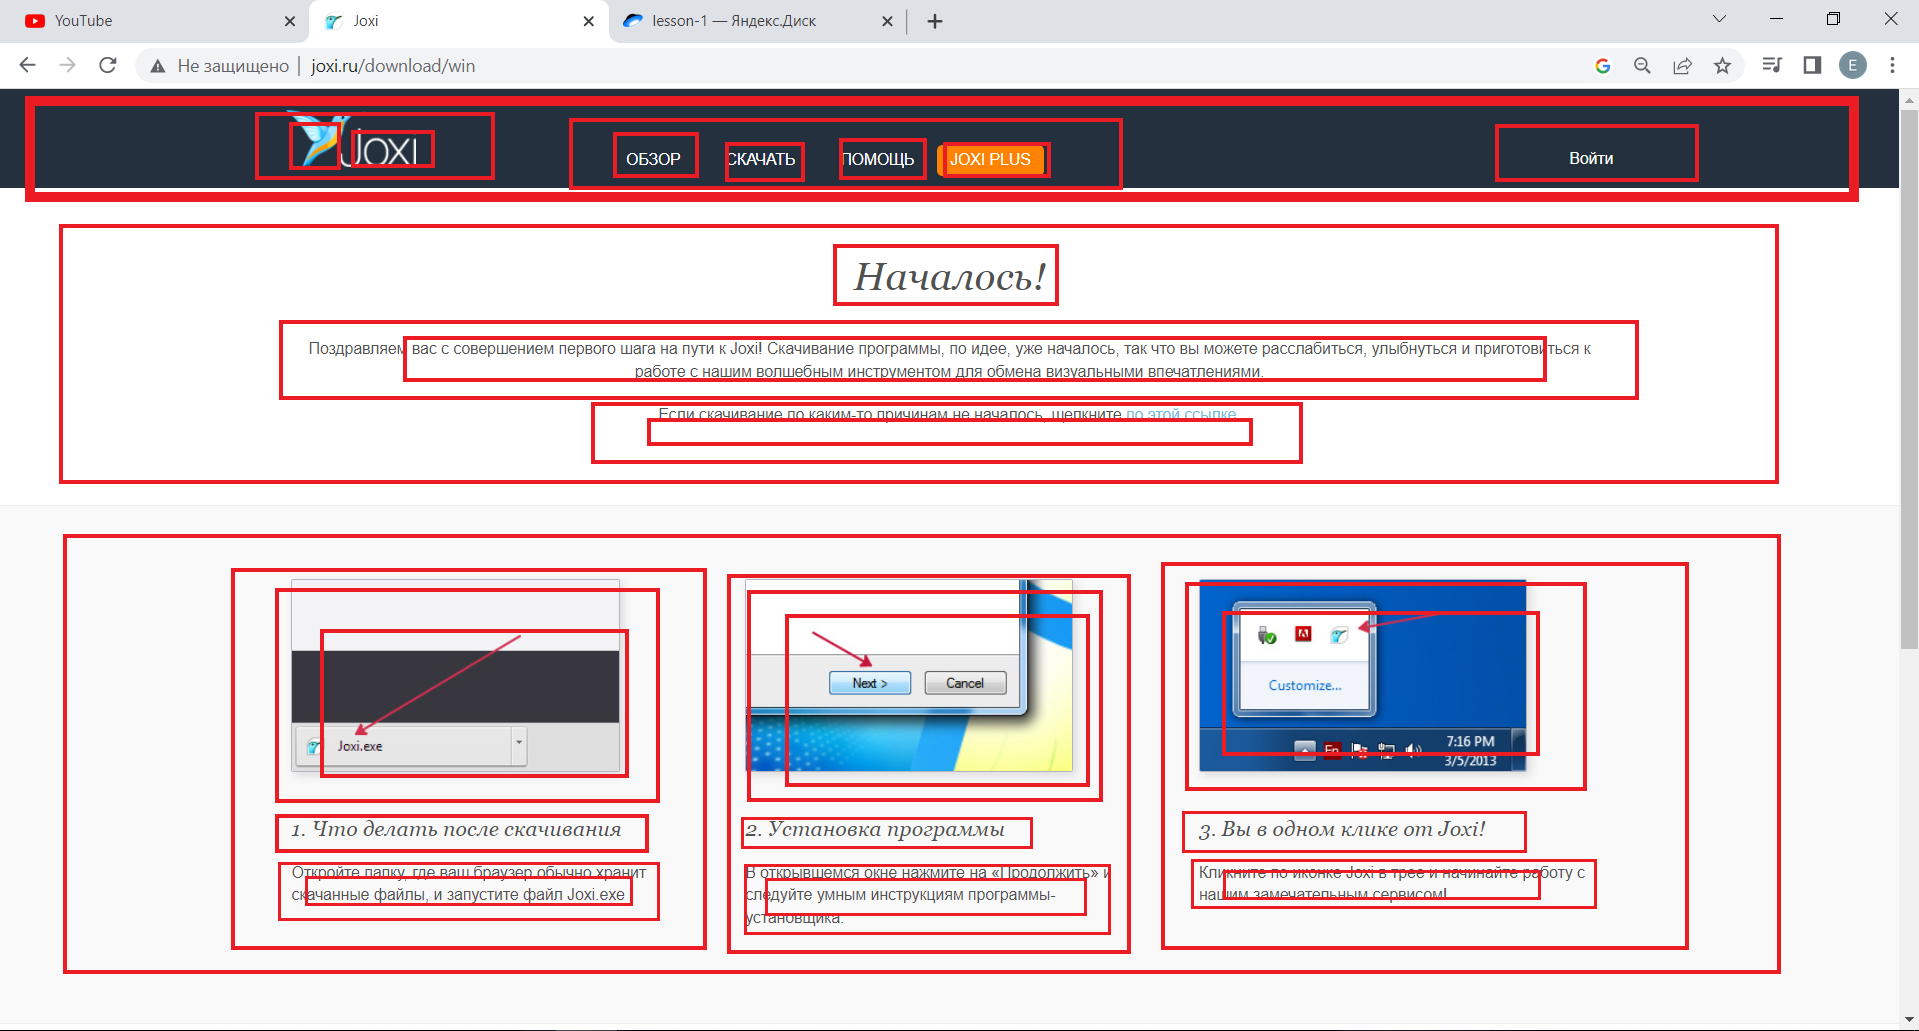 YouTube
Joxi
lesson-1 — Яндекс.Диск
Не защищено
joxi.ru/download/win
E
JOXI
ОБЗОР
СКАЧАТЬ
ПОМОЩЬ
JOXI PLUS
Войти
Началось!
Поздравляем вас с совершением первого шага на пути к Joxi! Скачивание программы, по идее, уже началось, так что вы можете расслабиться, улыбнуться и приготовиться к
работе с нашим волшебным инструментом для обмена визуальными впечатлениями.
Если скачивание по каким-то причинам не началось, щелкните по этой ссылке
Joxi.exe
Next >
Cancel
Customize...
En
7:16 PM
3/5/2013
1. Что делать после скачивания
Откройте папку, где ваш браузер обычно хранит
скачанные файлы, и запустите файл Joxi.exe
2. Установка программы
В открывшемся окне нажмите на «Продолжить» и
следуйте умным инструкциям программы-
установщика.
3. Вы в одном клике от Joxi!
Кликните по иконке Joxi в трее и начинайте работу с
нашим замечательным сервисом!